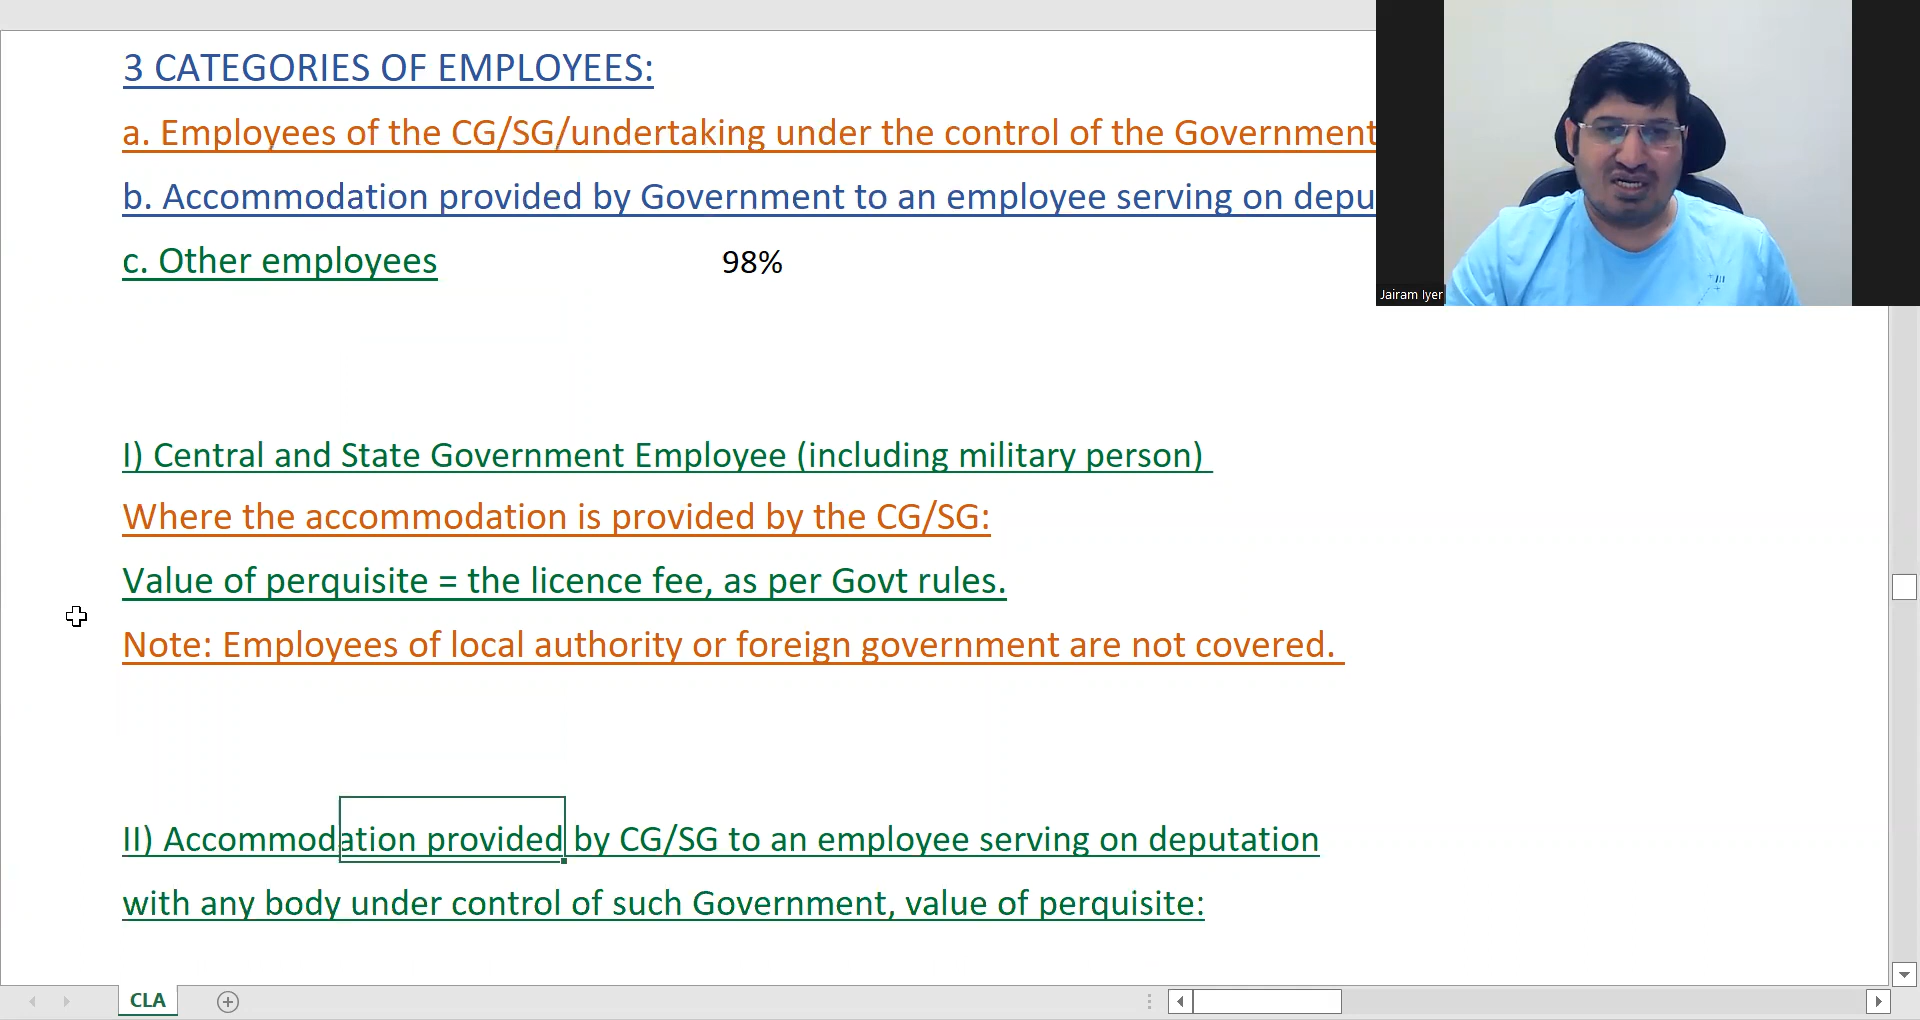 3 CATEGORIES OF EMPLOYEES:
a. Employees of the CG/SG/undertaking under the control of the Government
b. Accommodation provided by Government to an employee serving on depu
c. Other employees 98%
Jairam Iyer
I) Central and State Government Employee (including military person)
Where the accommodation is provided by the CG/SG:
Value of perquisite = the licence fee, as per Govt rules.
Note: Employees of local authority or foreign government are not covered.
II) Accommodation provided by CG/SG to an employee serving on deputation
with any body under control of such Government, value of perquisite:
CLA